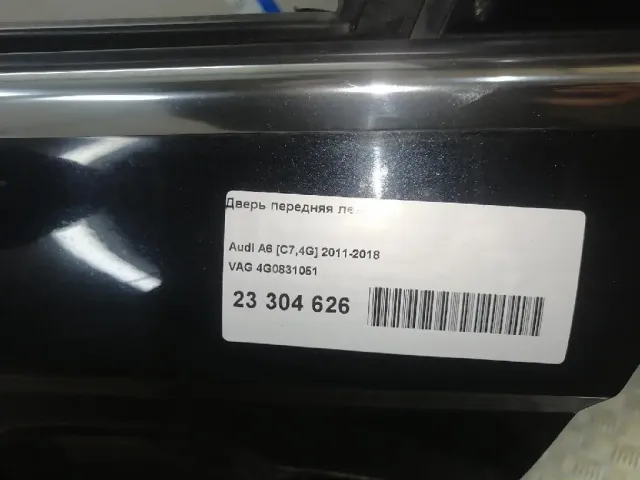 Дверь передняя
Audi A6 [C7,4G] 2011-2018
VAG 4G0831051
23 304 626